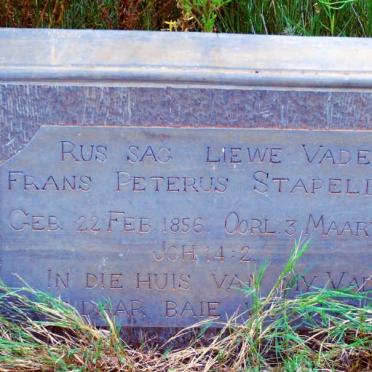 RUS SAG LIEWE VADE
FRANS PETERUS STAPEL
GEB. 22 FEB. 1856. OORL. 3 MAAR
JOH. 14:2.
IN DIE HUIS VAN MY VA
DAAR BAIE